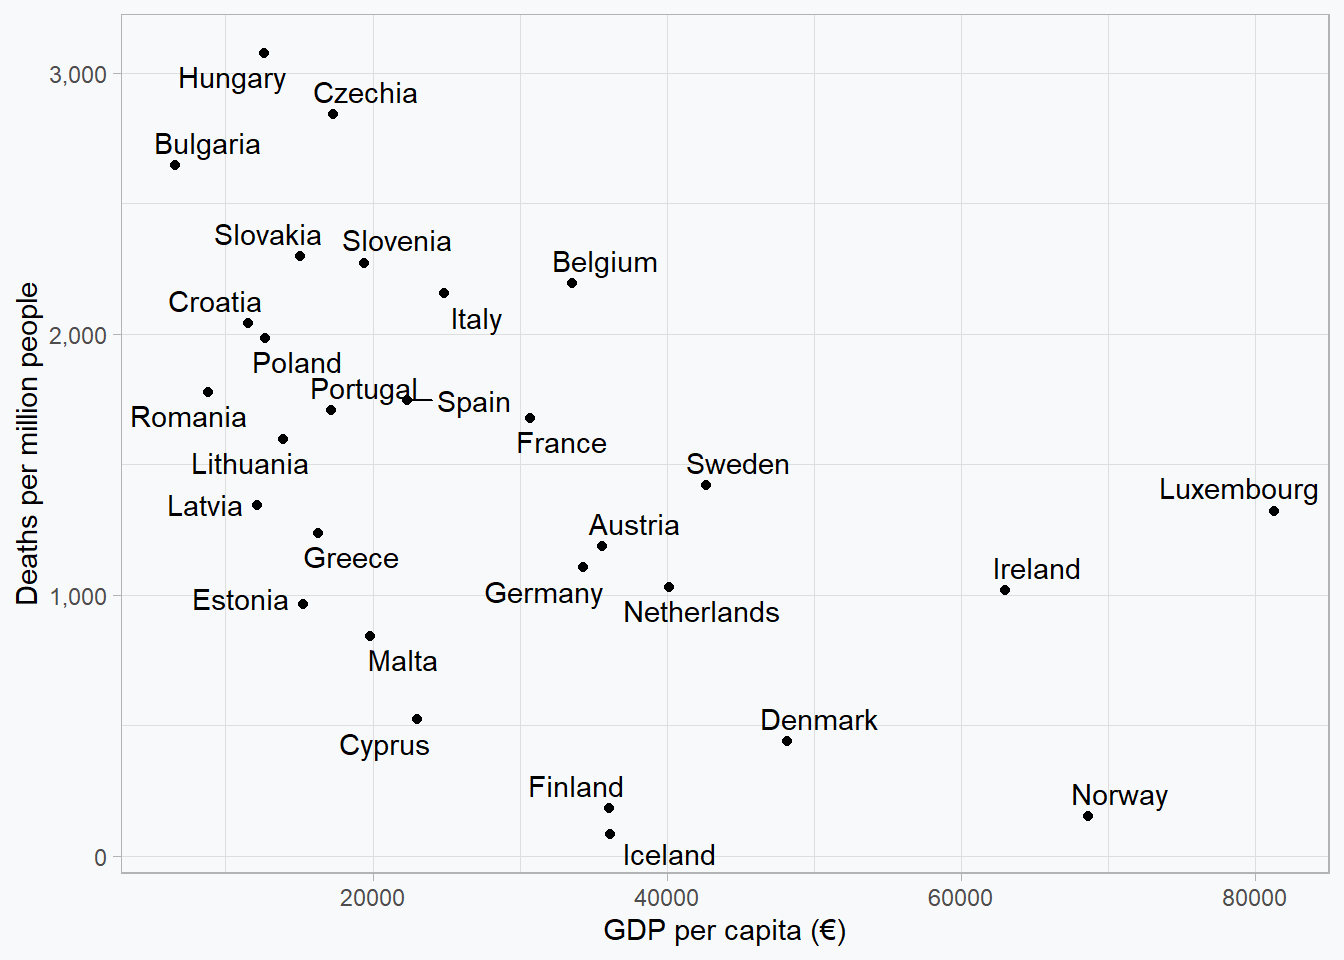 Hungary
3,000
Czechia
Bulgaria
Slovakia
Slovenia
Belgium
Croatia
Italy
2,000
Poland
Portugal
Spain
Romania
France
Lithuania
Sweden
Luxembourg
Latvia
Austria
Greece
Ireland
Germany
1,000
Estonia
Netherlands
Malta
Denmark
Cyprus
Finland
Norway
Iceland
0
20000
40000
60000
80000
GDP per capita (€)
Deaths per million people